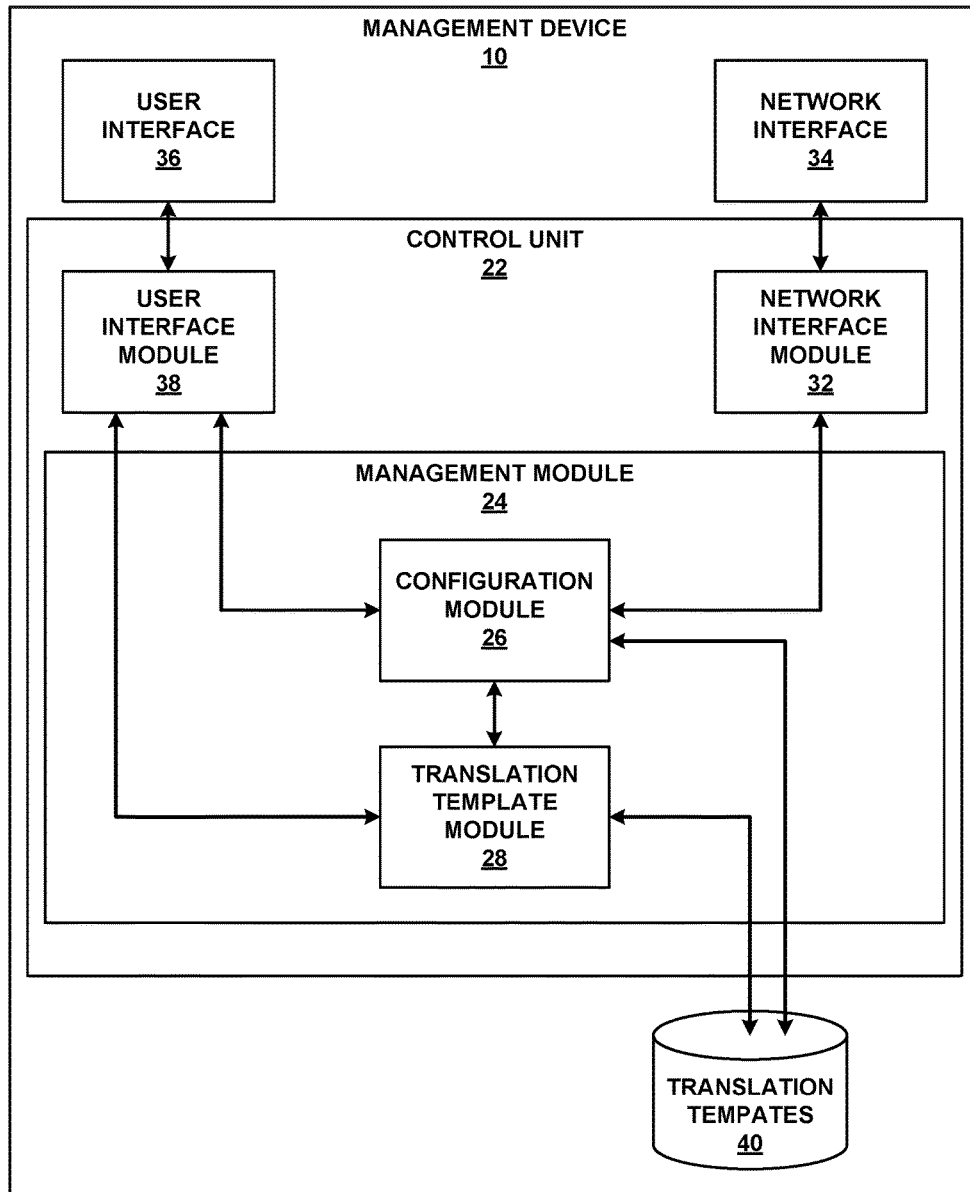 MANAGEMENT DEVICE
10
USER
INTERFACE
36
NETWORK
INTERFACE
34
CONTROL UNIT
22
USER
INTERFACE
MODULE
38
NETWORK
INTERFACE
MODULE
32
MANAGEMENT MODULE
24
CONFIGURATION
MODULE
26
TRANSLATION
TEMPLATE
MODULE
28
TRANSLATION
TEMPATES
40